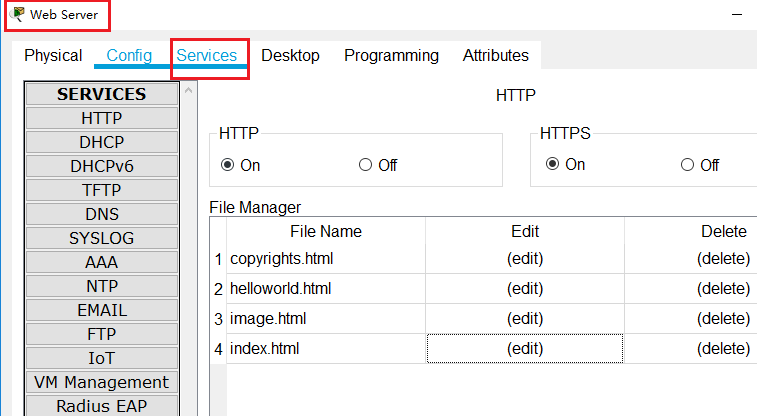 Web Server
Physical Config Services Desktop Programming Attributes
SERVICES
HTTP
DHCP
DHCPv6
TFTP
DNS
SYSLOG
AAA
NTP
EMAIL
FTP
IoT
VM Management
Radius EAP
HTTP
HTTP HTTPS
On Off On Off
File Manager
File Name Edit Delete
1 copyrights.html (edit) (delete)
2 helloworld.html (edit) (delete)
3 image.html (edit) (delete)
4 index.html (edit) (delete)